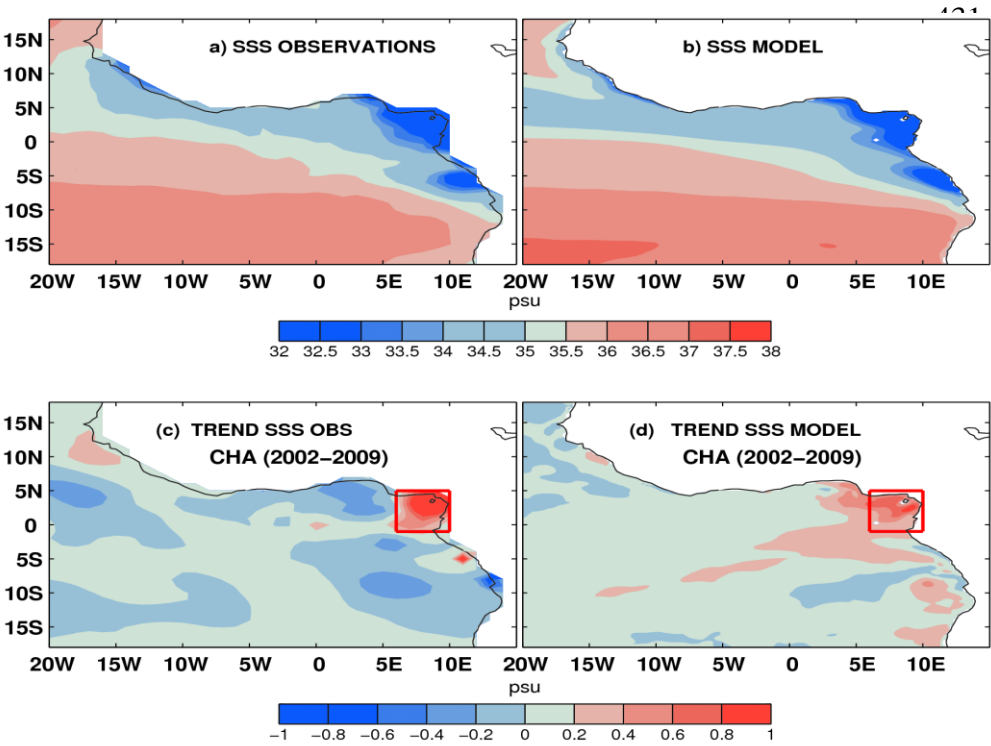 a) SSS OBSERVATIONS
b) SSS MODEL
15N
10N
5N
0
5S
10S
15S
20W 15W 10W 5W 0 5E 10E
20W 15W 10W 5W 0 5E 10E
psu
32 32.5 33 33.5 34 34.5 35 35.5 36 36.5 37 37.5 38
(c) TREND SSS OBS
CHA (2002−2009)
(d) TREND SSS MODEL
CHA (2002−2009)
15N
10N
5N
0
5S
10S
15S
20W 15W 10W 5W 0 5E 10E
20W 15W 10W 5W 0 5E 10E
psu
−1 −0.8 −0.6 −0.4 −0.2 0 0.2 0.4 0.6 0.8 1